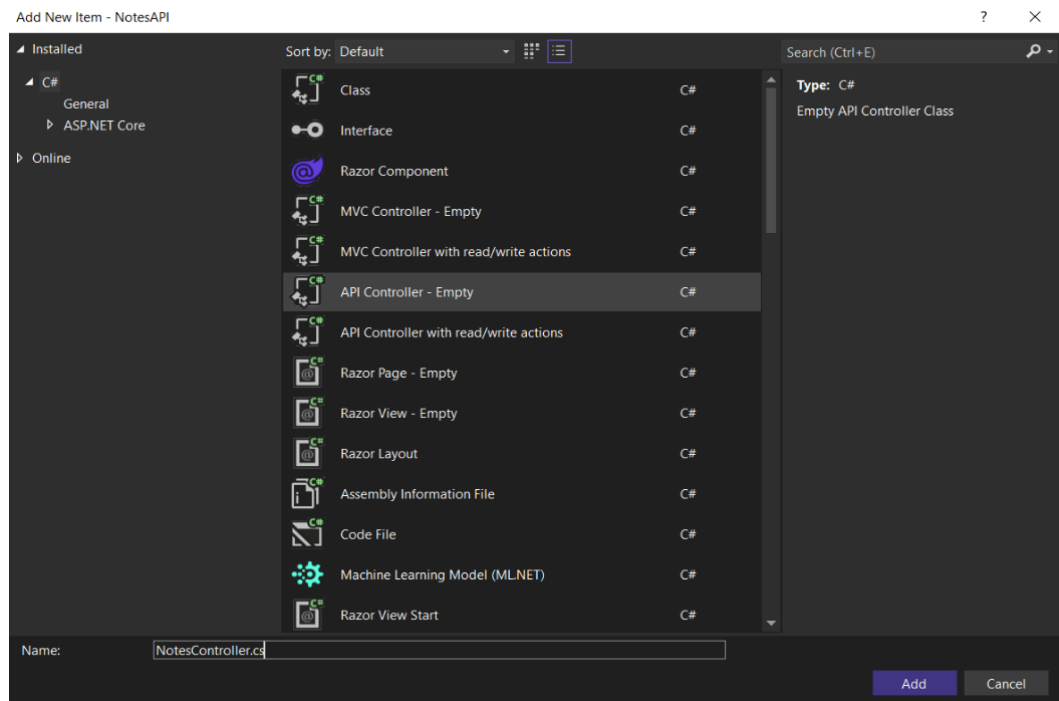 Add New Item - NotesAPI
?
Installed
C#
General
ASP.NET Core
Online
Sort by: Default
Class C#
Interface C#
Razor Component C#
MVC Controller - Empty C#
MVC Controller with read/write actions C#
API Controller - Empty C#
API Controller with read/write actions C#
Razor Page - Empty C#
Razor View - Empty C#
Razor Layout C#
Assembly Information File C#
Code File C#
Machine Learning Model (ML.NET) C#
Razor View Start C#
Search (Ctrl+E)
Type: C#
Empty API Controller Class
Name: NotesController.cs
Add Cancel